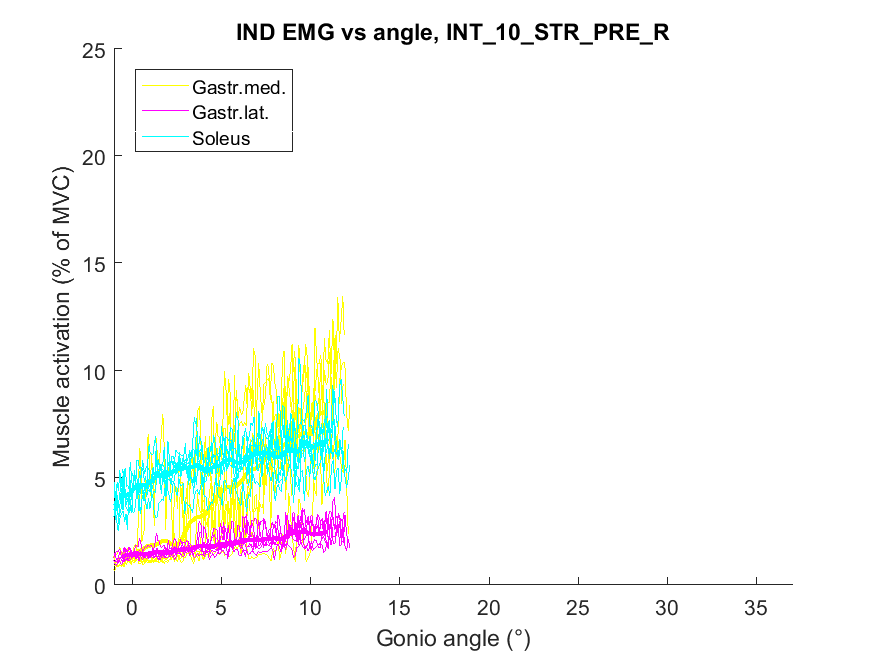 IND EMG vs angle, INT_10_STR_PRE_R
25
Gastr.med.
Gastr.lat.
Soleus
20
15
10
5
0
Muscle activation (% of MVC)
0 5 10 15 20 25 30 35
Gonio angle (°)